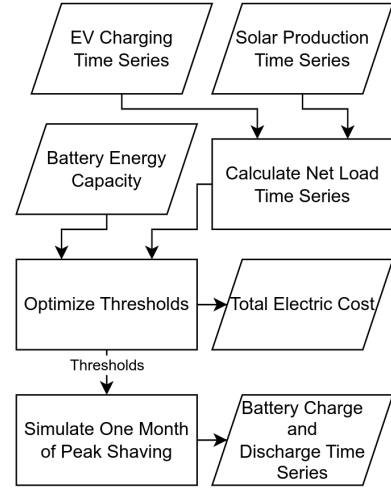 EV Charging
Time Series
Solar Production
Time Series
Battery Energy
Capacity
Calculate Net Load
Time Series
Optimize Thresholds
Total Electric Cost
Thresholds
Simulate One Month
of Peak Shaving
Battery Charge
and
Discharge Time
Series